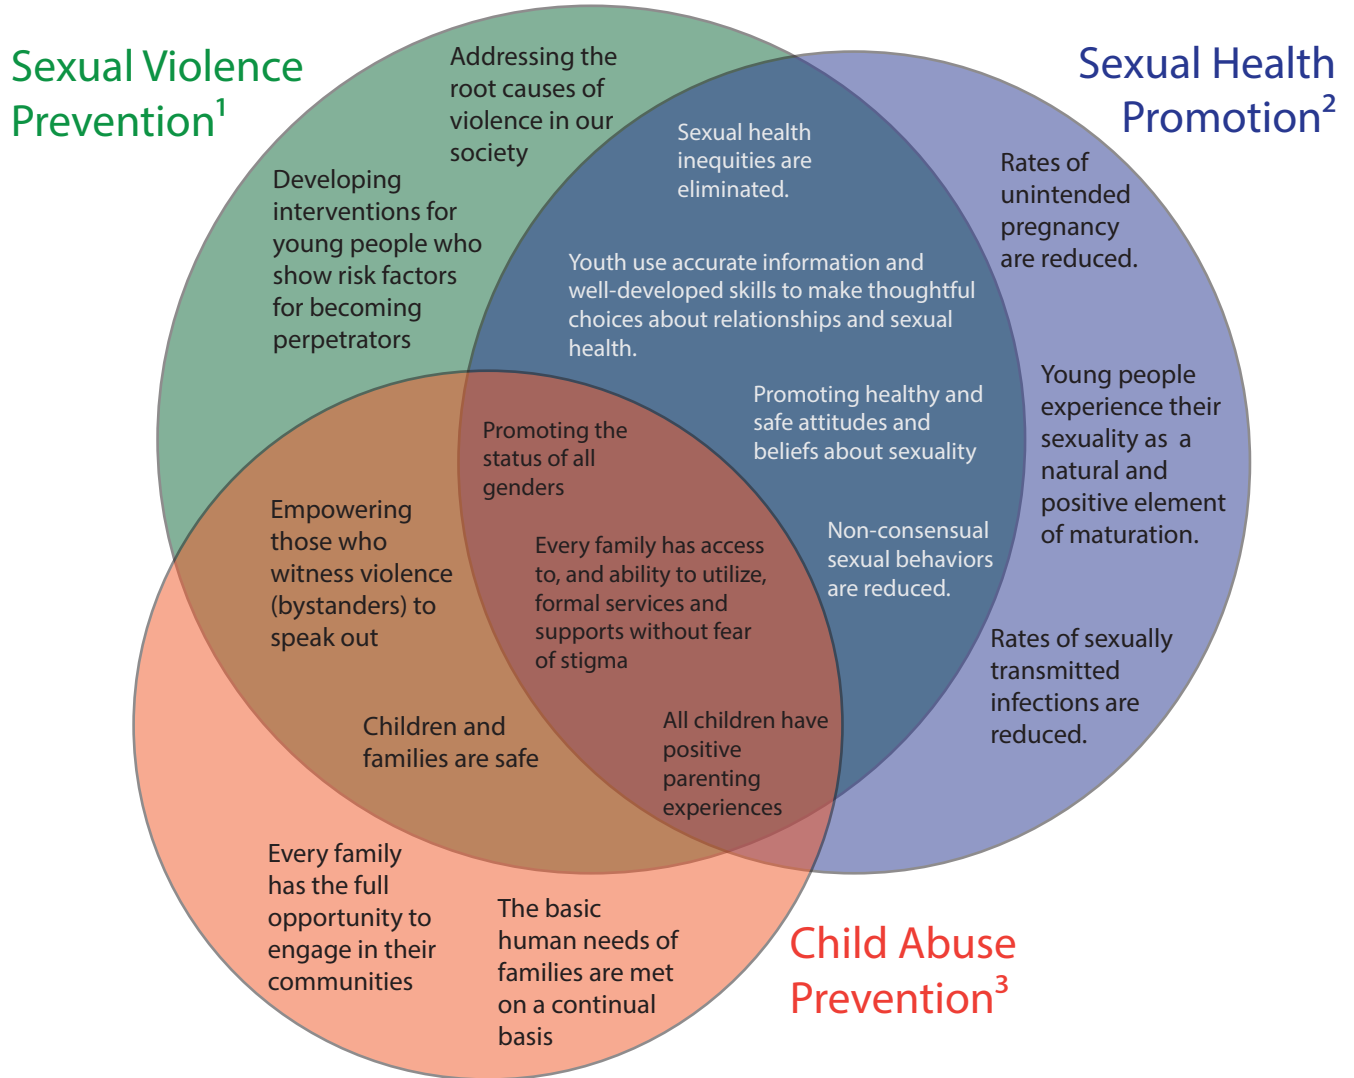 Sexual Violence
Prevention¹
Sexual Health
Promotion²
Addressing the
root causes of
violence in our
society
Developing
interventions for
young people who
show risk factors
for becoming
perpetrators
Sexual health
inequities are
eliminated.
Youth use accurate information and
well-developed skills to make thoughtful
choices about relationships and sexual
health.
Promoting healthy and
safe attitudes and
beliefs about sexuality
Non-consensual
sexual behaviors
are reduced.
Rates of
unintended
pregnancy
are reduced.
Young people
experience their
sexuality as a
natural and
positive element
of maturation.
Rates of sexually
transmitted
infections are
reduced.
Promoting the
status of all
genders
Every family has access
to, and ability to utilize,
formal services and
supports without fear
of stigma
All children have
positive
parenting
experiences
Empowering
those who
witness violence
(bystanders) to
speak out
Children and
families are safe
Every family
has the full
opportunity to
engage in their
communities
The basic
human needs of
families are met
on a continual
basis
Child Abuse
Prevention³